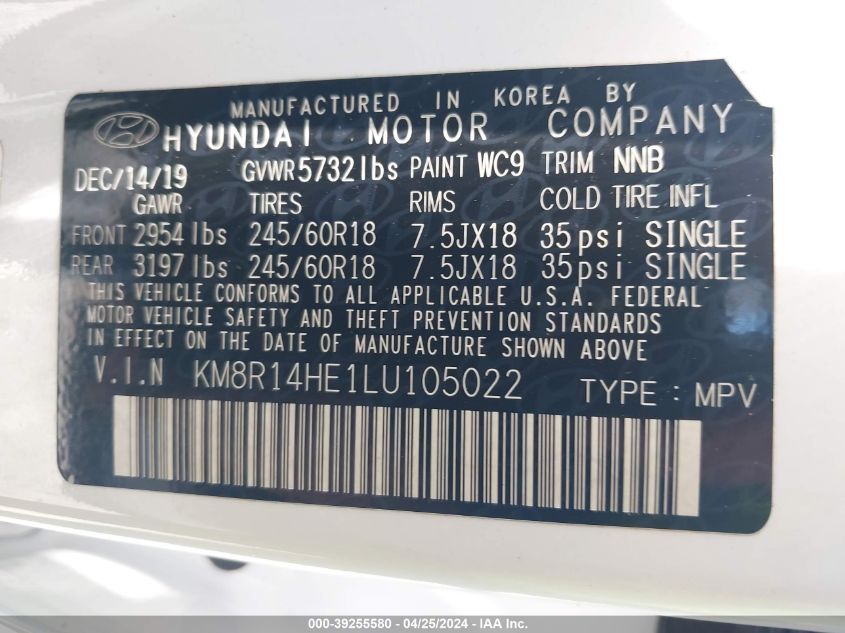 MANUFACTURED IN KOREA BY
HYUNDAI MOTOR COMPANY
DEC/14/19 GVWR 5732 lbs PAINT WC9 TRIM NNB
GAWR TIRES RIMS COLD TIRE INFL
FRONT 2954 lbs 245/60R18 7.5JX18 35psi SINGLE
REAR 3197 lbs 245/60R18 7.5JX18 35psi SINGLE
THIS VEHICLE CONFORMS TO ALL APPLICABLE U.S.A. FEDERAL
MOTOR VEHICLE SAFETY AND THEFT PREVENTION STANDARDS
IN EFFECT ON THE DATE OF MANUFACTURE SHOWN ABOVE.
V.I.N KM8R14HE1LU105022 TYPE : MPV
000-39255580 - 04/25/2024 - IAA Inc.